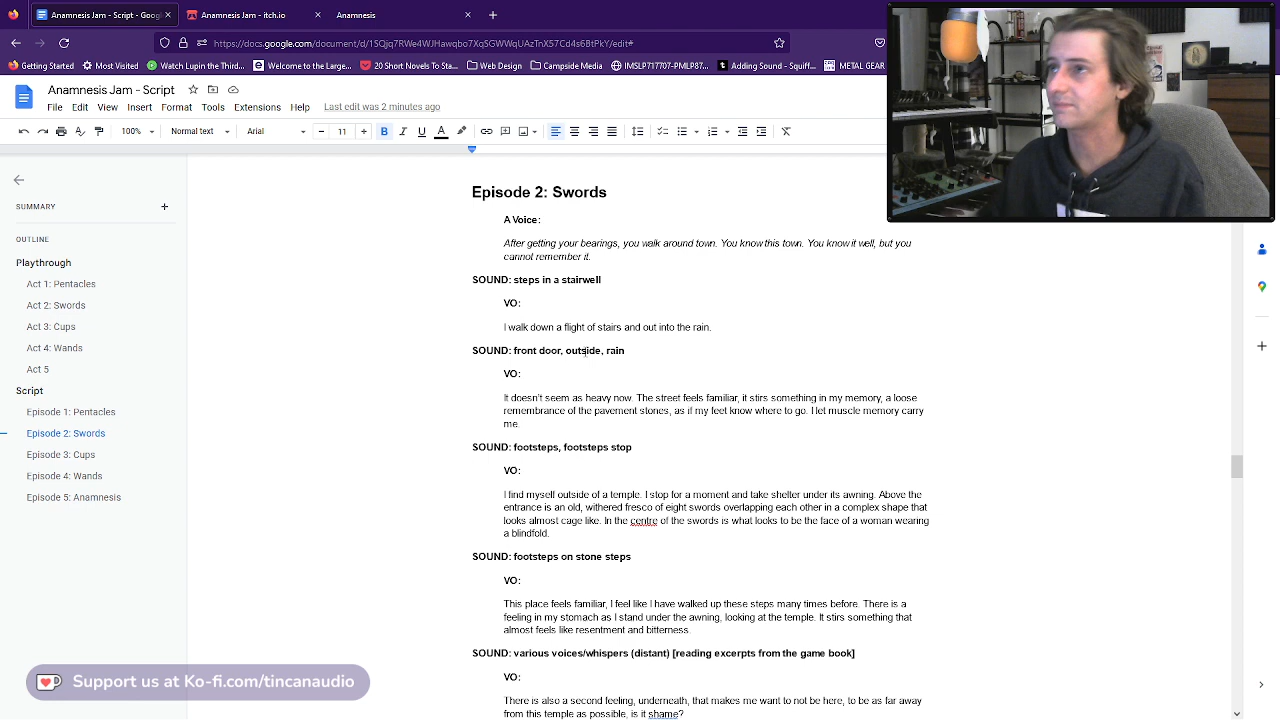 Anamnesis Jam - Script - Goog
Anamnesis Jam - itch.io
Anamnesis
https://docs.google.com/document/d/1SQjq7RWe4WJHawqbo7XqSGWWqUAzTnXS7Cd4s6BtPkY/edit#
Getting Started
Most Visited
Watch Lupin the Third...
Welcome to the Large...
20 Short Novels To Sta...
Web Design
Campside Media
IMSLP71707-PMLP87...
Adding Sound - Squiff...
METAL GEAR
Anamnesis Jam - Script
File Edit View Insert Format Tools Extensions Help Last edit was 2 minutes ago
100% Normal text Arial 11
SUMMARY
OUTLINE
Playthrough
Act 1: Pentacles
Act 2: Swords
Act 3: Cups
Act 4: Wands
Act 5
Script
Episode 1: Pentacles
Episode 2: Swords
Episode 3: Cups
Episode 4: Wands
Episode 5: Anamnesis
Episode 2: Swords
A Voice:
After getting your bearings, you walk around town. You know this town. You know it well, but you
cannot remember it.
SOUND: steps in a stairwell
VO:
I walk down a flight of stairs and out into the rain.
SOUND: front door, outside, rain
VO:
It doesn't seem as heavy now. The street feels familiar, it stirs something in my memory, a loose
remembrance of the pavement stones, as if my feet know where to go. I let muscle memory carry
me.
SOUND: footsteps, footsteps stop
VO:
I find myself outside of a temple. I stop for a moment and take shelter under its awning. Above the
entrance is an old, withered fresco of eight swords overlapping each other in a complex shape that
looks almost cage like. In the centre of the swords is what looks to be the face of a woman wearing
a blindfold.
SOUND: footsteps on stone steps
VO:
This place feels familiar, I feel like I have walked up these steps many times before. There is a
feeling in my stomach as I stand under the awning, looking at the temple. It stirs something that
almost feels like resentment and bitterness.
SOUND: various voices/whispers (distant) [reading excerpts from the game book]
VO:
There is also a second feeling, underneath, that makes me want to not be here, to be as far away
from this temple as possible, is it shame?
Support us at Ko-fi.com/tincanaudio